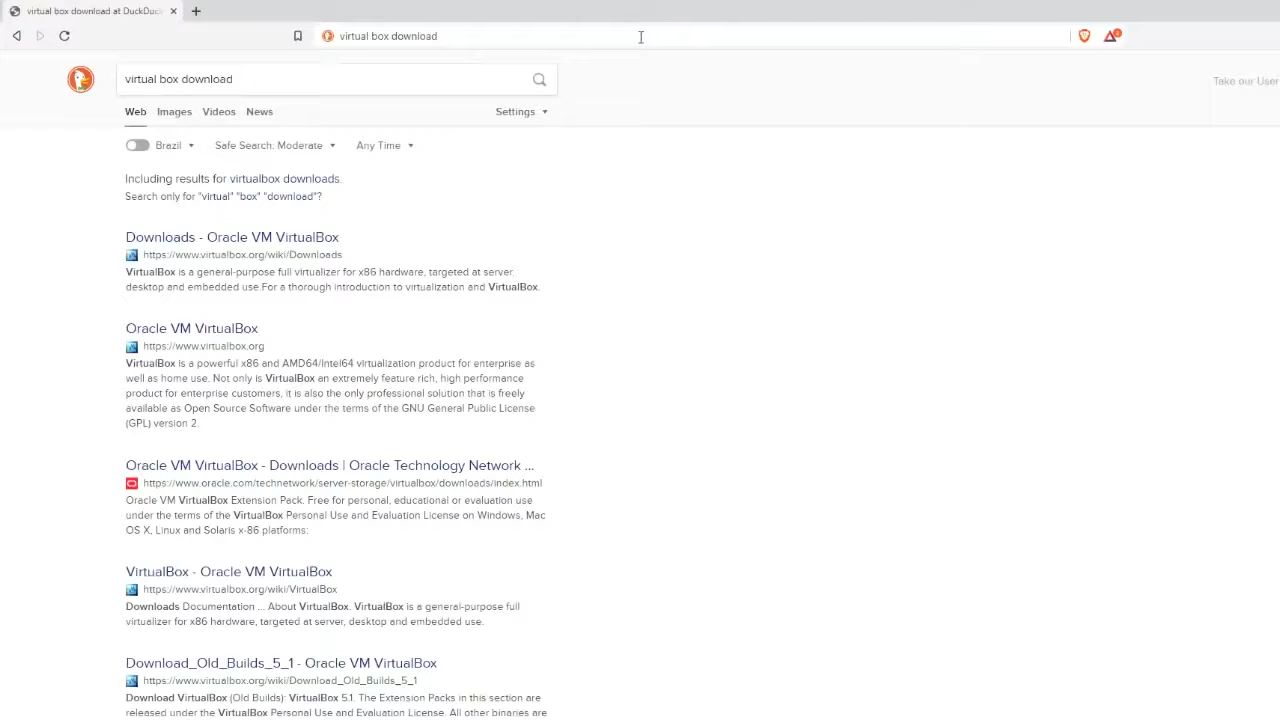 virtual box download at DuckDuck
virtual box download
2
virtual box download
Take our User
Web Images Videos News Settings
Brazil Safe Search: Moderate Any Time
Including results for virtualbox downloads.
Search only for "virtual" "box" "download"?
Downloads - Oracle VM VirtualBox
https://www.virtualbox.org/wiki/Downloads
VirtualBox is a general-purpose full virtualizer for x86 hardware, targeted at server,
desktop and embedded use.For a thorough introduction to virtualization and VirtualBox.
Oracle VM VirtualBox
https://www.virtualbox.org
VirtualBox is a powerful x86 and AMD64/Intel64 virtualization product for enterprise as
well as home use. Not only is VirtualBox an extremely feature rich, high performance
product for enterprise customers, it is also the only professional solution that is freely
available as Open Source Software under the terms of the GNU General Public License
(GPL) version 2.
Oracle VM VirtualBox - Downloads | Oracle Technology Network ...
https://www.oracle.com/technetwork/server-storage/virtualbox/downloads/index.html
Oracle VM VirtualBox Extension Pack. Free for personal, educational or evaluation use
under the terms of the VirtualBox Personal Use and Evaluation License on Windows, Mac
OS X, Linux and Solaris x-86 platforms:
VirtualBox - Oracle VM VirtualBox
https://www.virtualbox.org/wiki/VirtualBox
Downloads Documentation ... About VirtualBox. VirtualBox is a general-purpose full
virtualizer for x86 hardware, targeted at server, desktop and embedded use.
Download_Old_Builds_5_1 - Oracle VM VirtualBox
https://www.virtualbox.org/wiki/Download_Old_Builds_5_1
Download VirtualBox (Old Builds): VirtualBox 5.1. The Extension Packs in this section are
released under the VirtualBox Personal Use and Evaluation License. All other binaries are